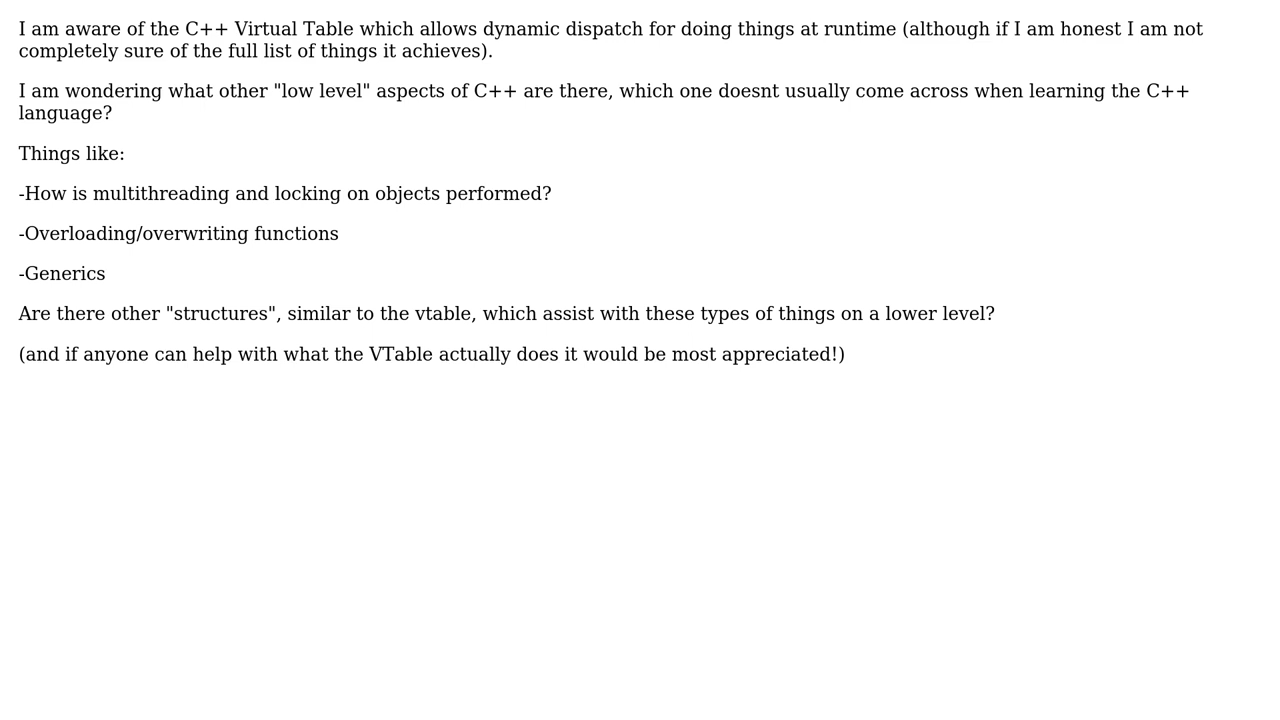 I am aware of the C++ Virtual Table which allows dynamic dispatch for doing things at runtime (although if I am honest I am not
completely sure of the full list of things it achieves).
I am wondering what other "low level" aspects of C++ are there, which one doesnt usually come across when learning the C++
language?
Things like:
-How is multithreading and locking on objects performed?
-Overloading/overwriting functions
-Generics
Are there other "structures", similar to the vtable, which assist with these types of things on a lower level?
(and if anyone can help with what the VTable actually does it would be most appreciated!)